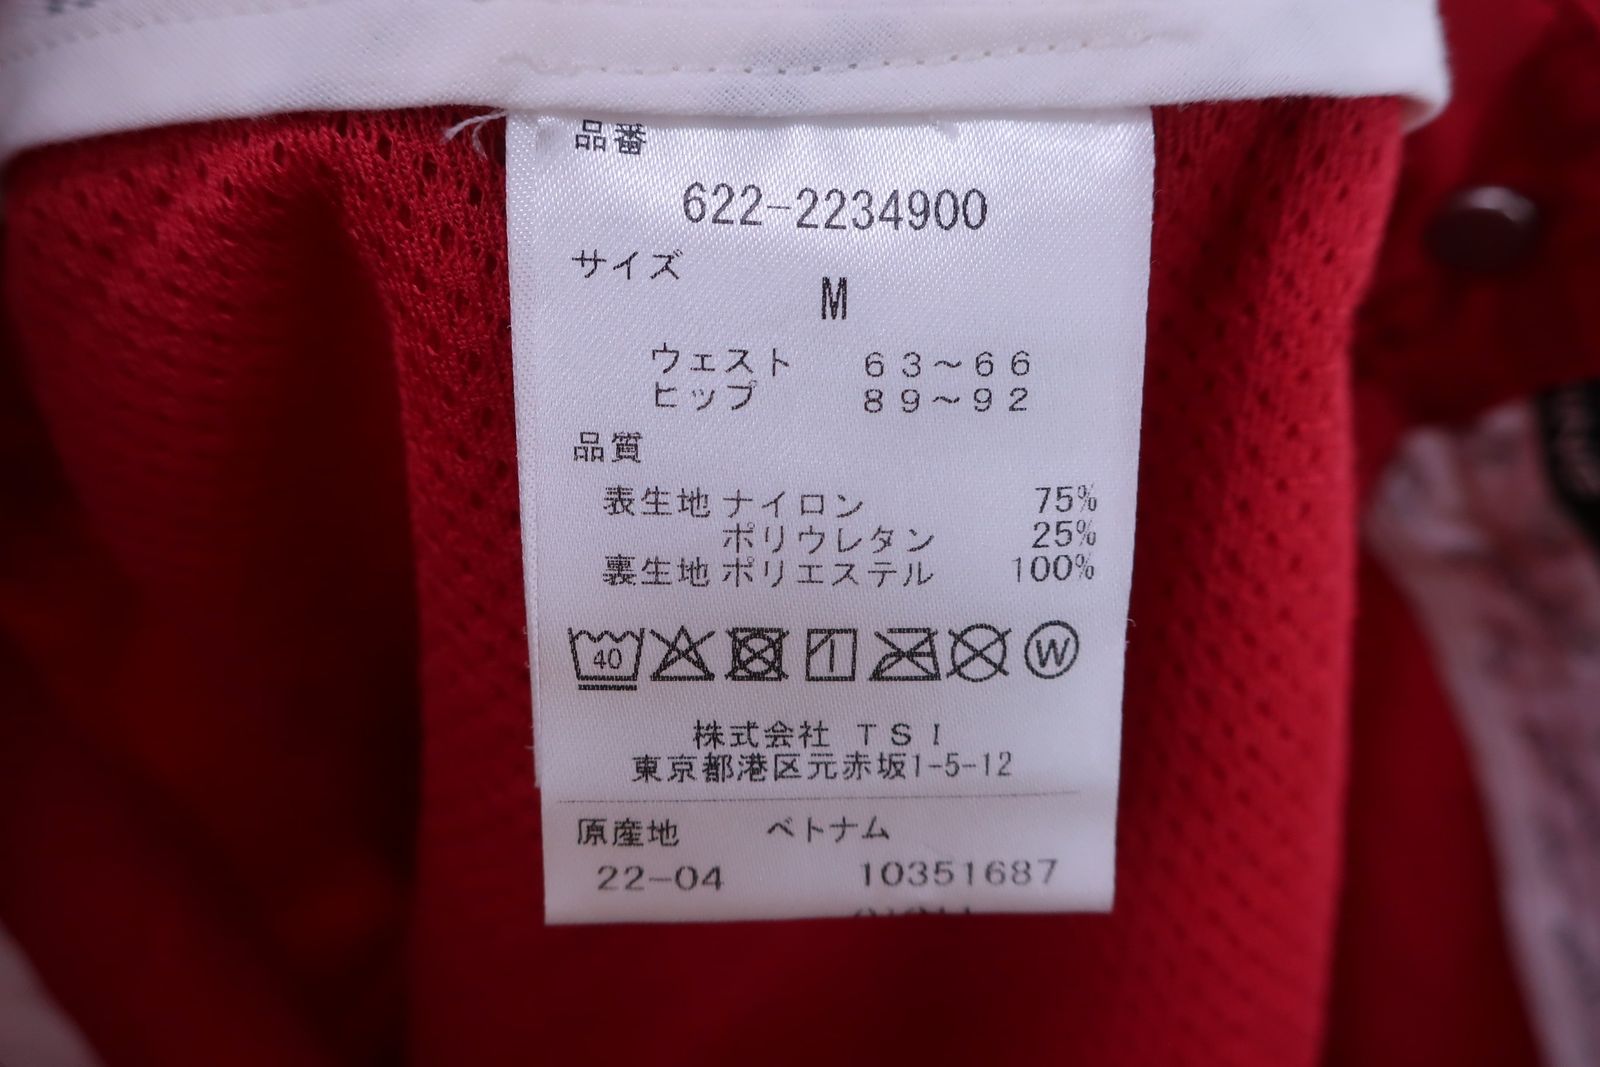 品番
622-2234900
サイズ
M
ウェスト 63~66
ヒップ 89~92
品質
表生地 ナイロン 75%
ポリウレタン 25%
裏生地 ポリエステル 100%
40
W
株式会社 TSI
東京都港区元赤坂1-5-12
原産地 ベトナム
22-04 10351687